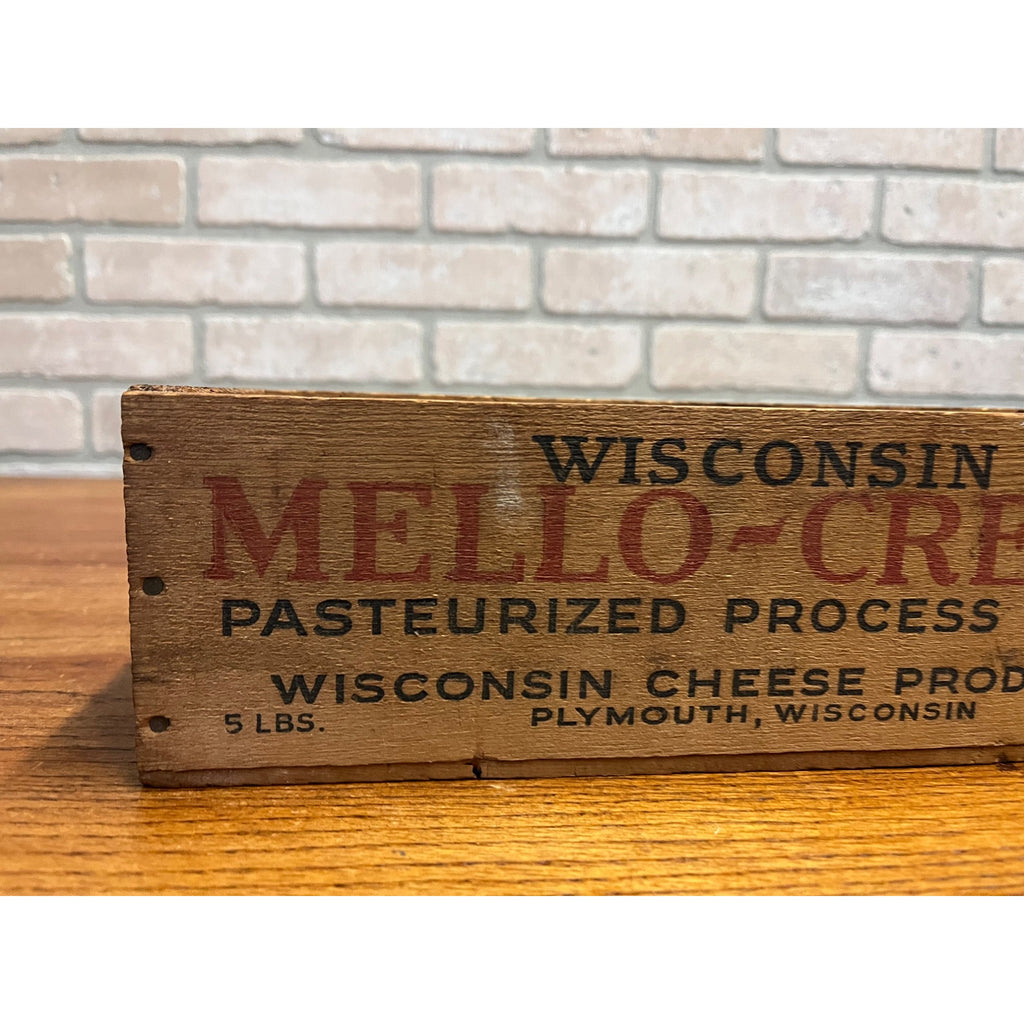 WISCONSIN
MELLO-CRE
PASTEURIZED PROCESS
WISCONSIN CHEESE PROD
5 LBS. PLYMOUTH, WISCONSIN